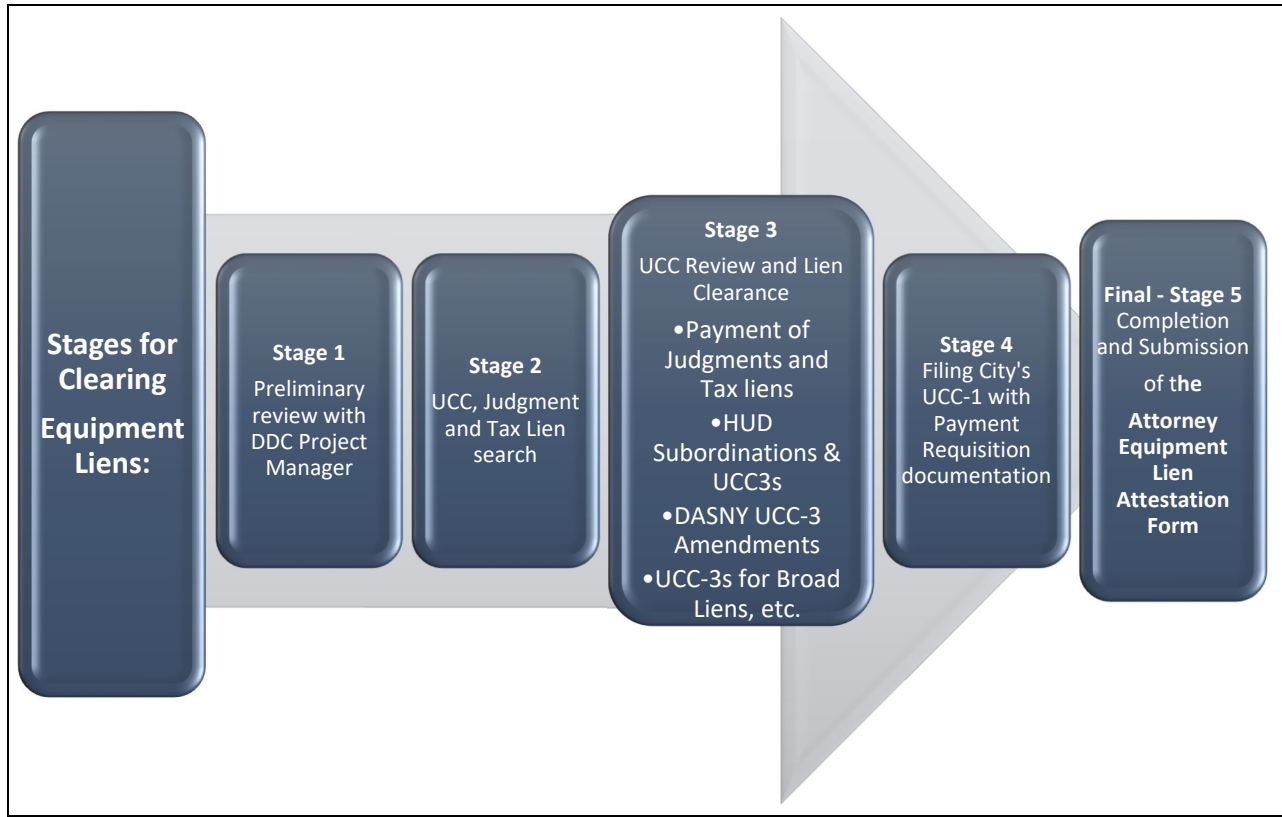 Stages for
Clearing
Equipment
Liens:
Stage 1
Preliminary
review with
DDC Project
Manager
Stage 2
UCC, Judgment
and Tax Lien
search
Stage 3
UCC Review and Lien
Clearance
•Payment of
Judgments and
Tax liens
•HUD
Subordinations &
UCC3s
•DASNY UCC-3
Amendments
•UCC-3s for Broad
Liens, etc.
Stage 4
Filing City's
UCC-1 with
Payment
Requisition
documentation
Final - Stage 5
Completion
and Submission
of the
Attorney
Equipment
Lien
Attestation
Form